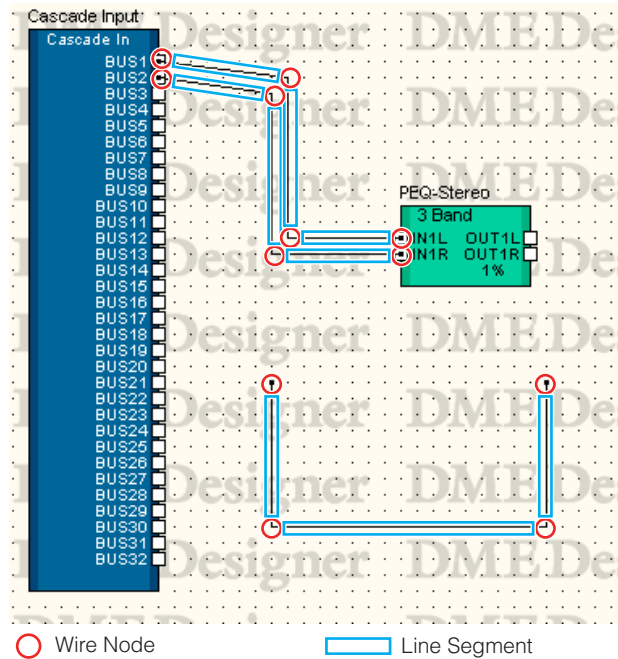 Cascade Input
DME Designer
Cascade In
BUS1
BUS2
BUS3
BUS4
BUS5
BUS6
BUS7
BUS8
BUS9
BUS10
BUS11
BUS12
BUS13
BUS14
BUS15
BUS16
BUS17
BUS18
BUS19
BUS20
BUS21
BUS22
BUS23
BUS24
BUS25
BUS26
BUS27
BUS28
BUS29
BUS30
BUS31
BUS32
PEQ-Stereo
3 Band
IN1L OUT1L
IN1R OUT1R
1%
Wire Node
Line Segment